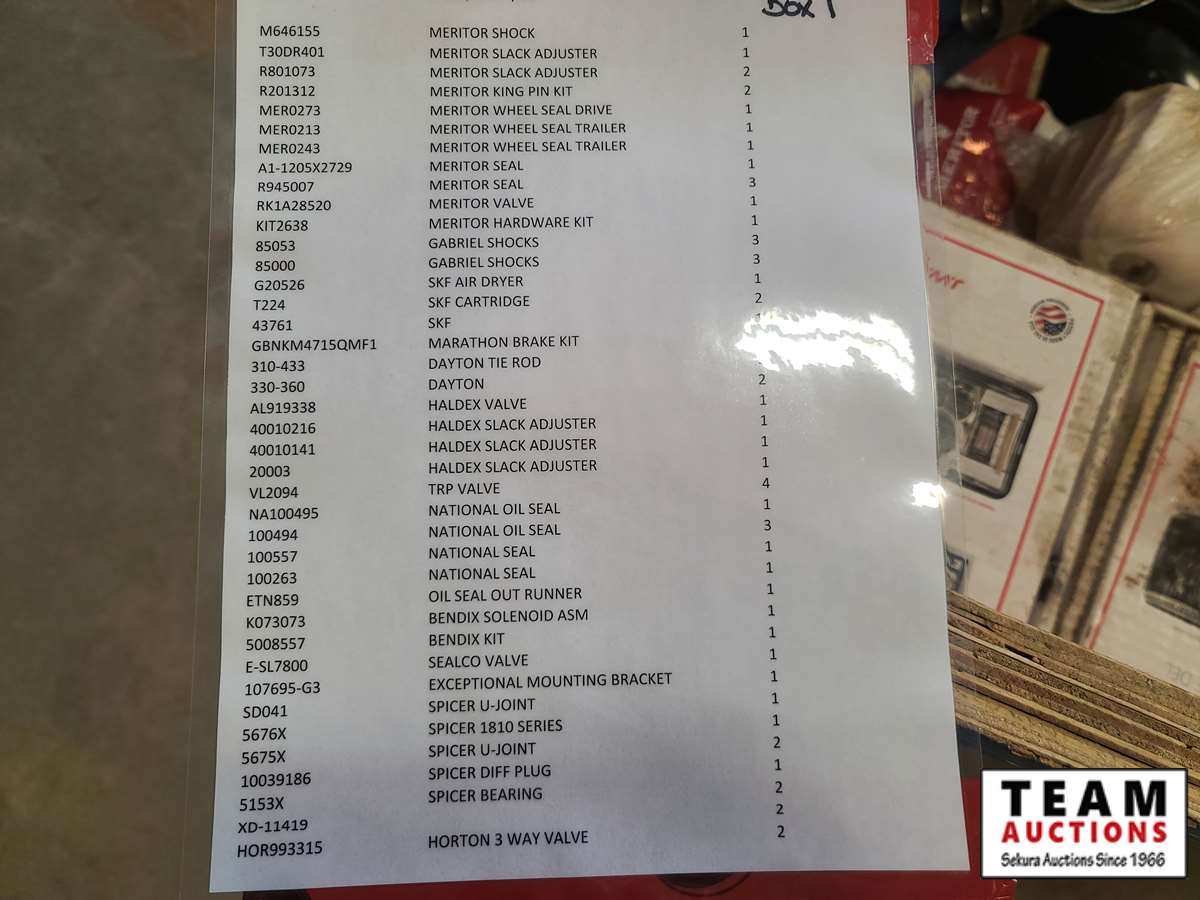 Box 1
M646155 MERITOR SHOCK 1
T30DR401 MERITOR SLACK ADJUSTER 1
R801073 MERITOR SLACK ADJUSTER 2
R201312 MERITOR KING PIN KIT 2
MER0273 MERITOR WHEEL SEAL DRIVE 1
MER0213 MERITOR WHEEL SEAL TRAILER 1
MER0243 MERITOR WHEEL SEAL TRAILER 1
A1-1205X2729 MERITOR SEAL 1
R945007 MERITOR SEAL 3
RK1A28520 MERITOR VALVE 1
KIT2638 MERITOR HARDWARE KIT 1
85053 GABRIEL SHOCKS 3
85000 GABRIEL SHOCKS 3
G20526 SKF AIR DRYER 1
T224 SKF CARTRIDGE 2
43761 SKF
GBNKM4715QMF1 MARATHON BRAKE KIT
310-433 DAYTON TIE ROD
330-360 DAYTON 2
AL919338 HALDEX VALVE 1
40010216 HALDEX SLACK ADJUSTER 1
40010141 HALDEX SLACK ADJUSTER 1
20003 HALDEX SLACK ADJUSTER 1
VL2094 TRP VALVE 4
NA100495 NATIONAL OIL SEAL 1
100494 NATIONAL OIL SEAL 3
100557 NATIONAL SEAL 1
100263 NATIONAL SEAL 1
ETN859 OIL SEAL OUT RUNNER 1
K073073 BENDIX SOLENOID ASM 1
5008557 BENDIX KIT 1
E-SL7800 SEALCO VALVE 1
107695-G3 EXCEPTIONAL MOUNTING BRACKET 1
SD041 SPICER U-JOINT 1
5676X SPICER 1810 SERIES 1
5675X SPICER U-JOINT 2
10039186 SPICER DIFF PLUG 1
5153X SPICER BEARING 2
XD-11419 2
HOR993315 HORTON 3 WAY VALVE 2
TEAM
AUCTIONS
Sekura Auctions Since 1966